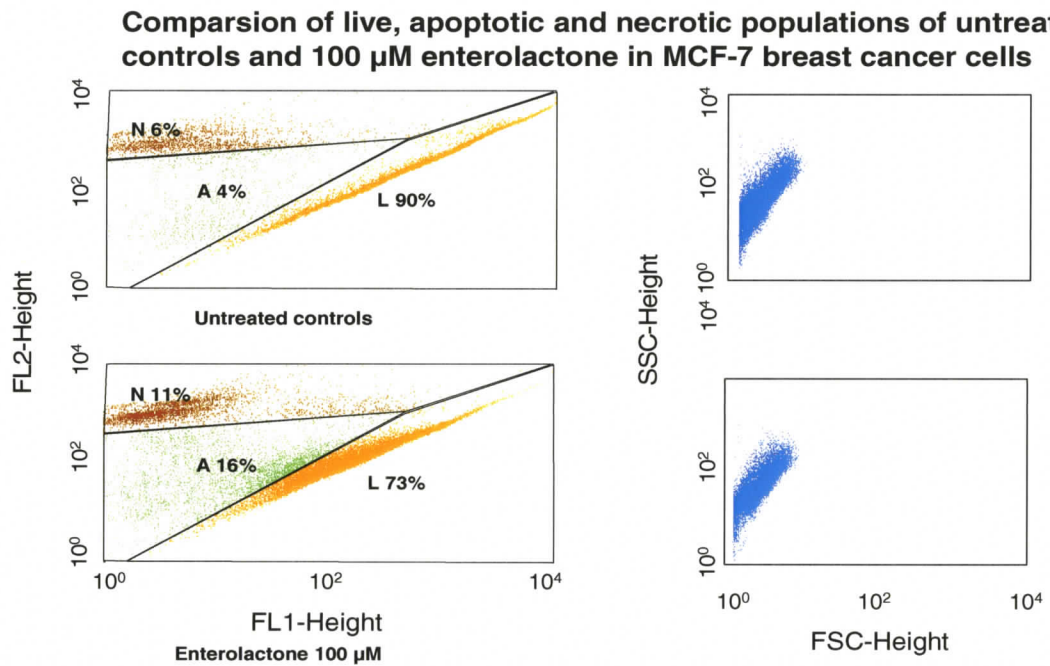 Comparsion of live, apoptotic and necrotic populations of
controls and 100 µM enterolactone in MCF-7 breast cancer cells
10⁴
N 6%
10²
A 4%
L 90%
10⁰
Untreated controls
10⁴
N 11%
10²
A 16%
L 73%
10⁰
10⁰ 10² 10⁴
FL2-Height
FL1-Height
Enterolactone 100 µM
10⁴
10²
10⁰
10⁴
10²
10⁰
10⁰ 10² 10⁴
SSC-Height
FSC-Height